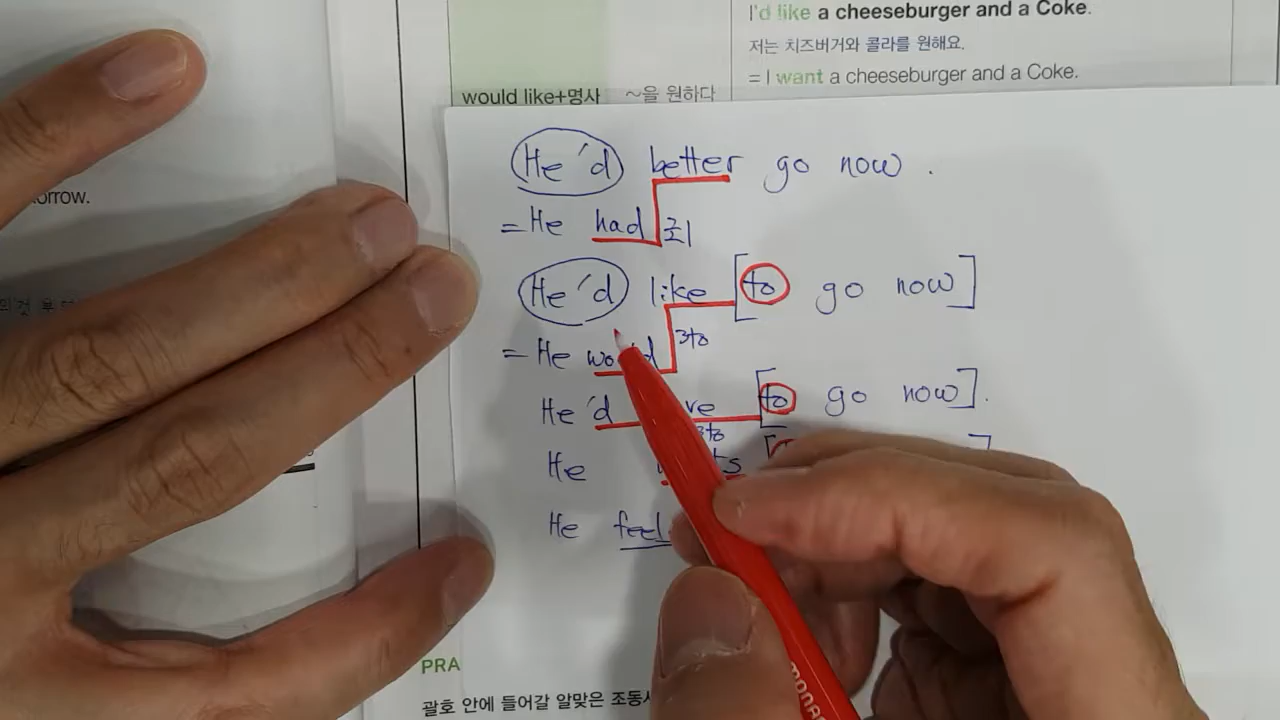 I'd like a cheeseburger and a Coke.
저는 치즈버거와 콜라를 원해요.
would like+명사 ~을 원하다 = I want a cheeseburger and a Coke.
He'd better go now.
orrow.
= He had 조
He'd like [to go now]
= He 3to
He'd ve [to go now].
3to
He
He feel
PRA
괄호 안에 들어갈 알맞은 조동
MONAM